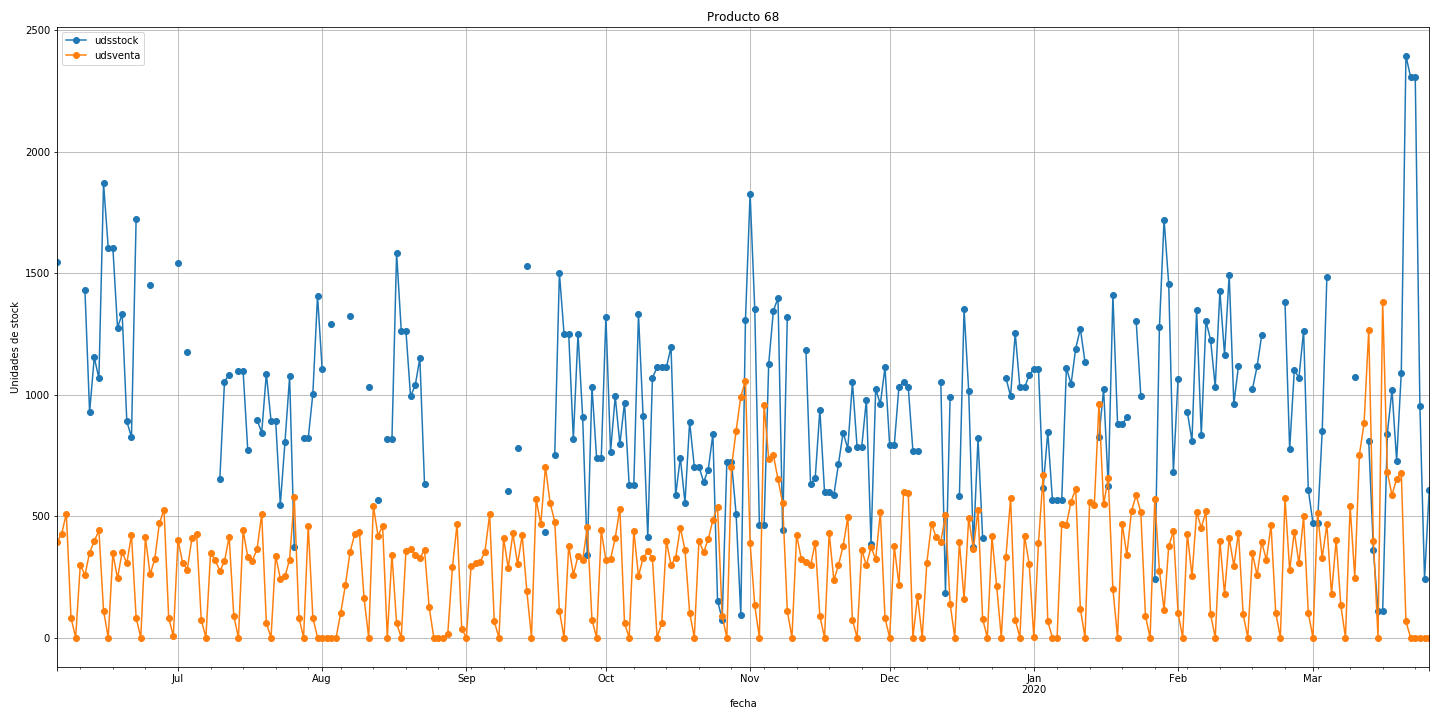 Producto 68
udsstock
udsventa
Unidades de stock
2500
2000
1500
1000
500
0
Jul
Aug
Sep
Oct
Nov
Dec
Jan
2020
Feb
Mar
fecha